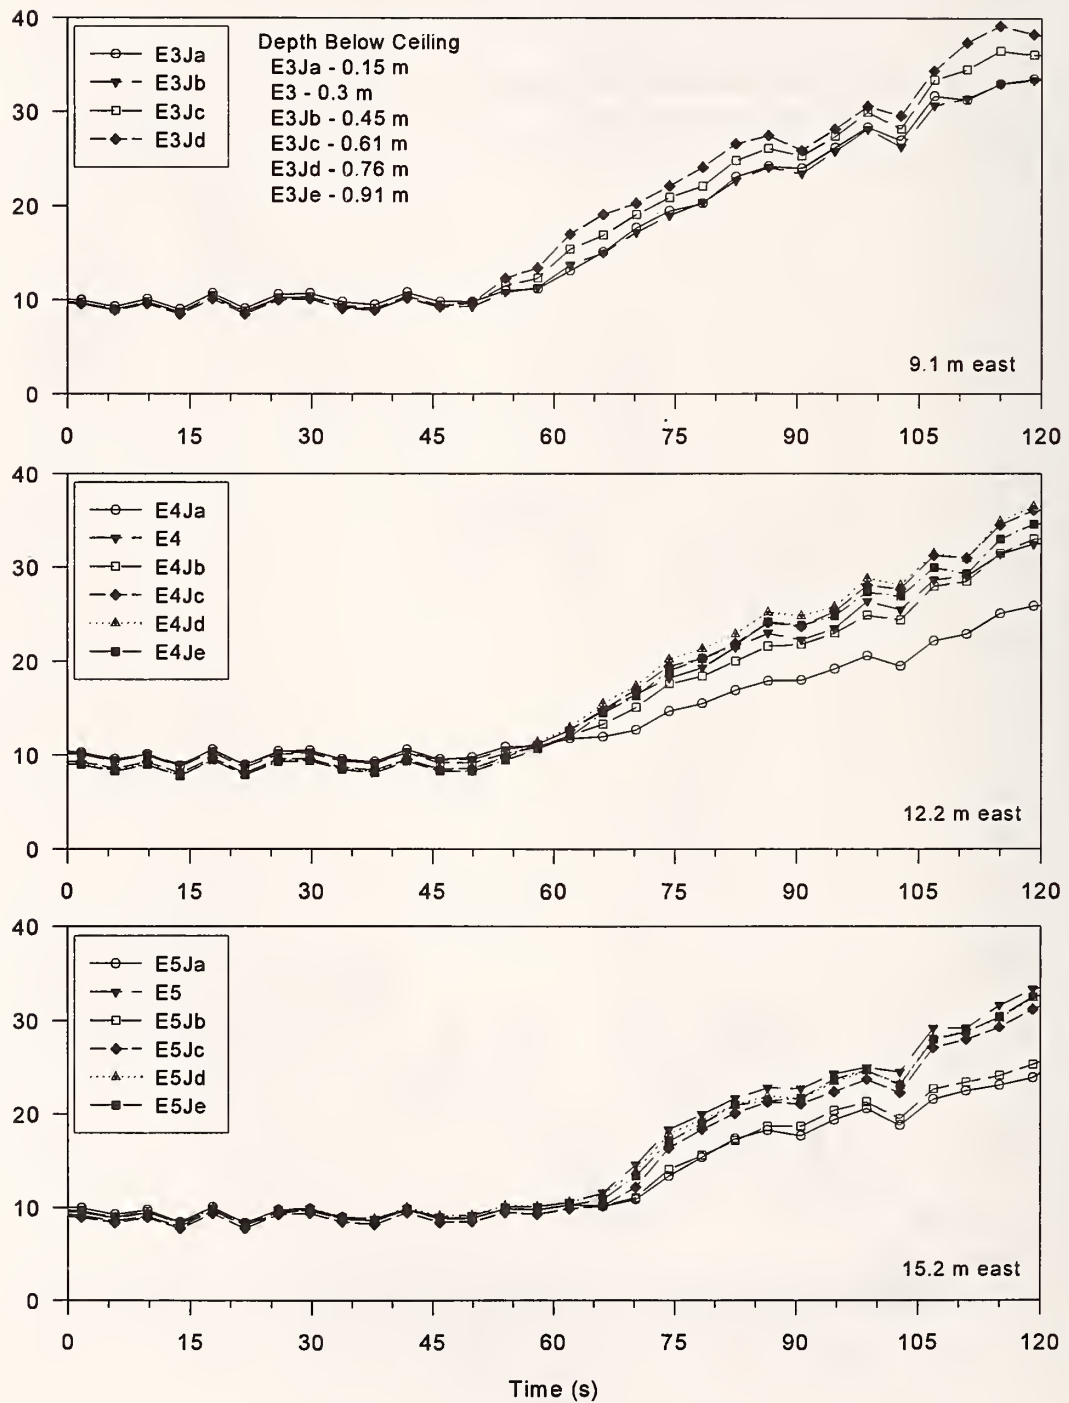 40
30
20
10
0
E3Ja
E3Jb
E3Jc
E3Jd
Depth Below Ceiling
E3Ja - 0.15 m
E3 - 0.3 m
E3Jb - 0.45 m
E3Jc - 0.61 m
E3Jd - 0.76 m
E3Je - 0.91 m
9.1 m east
0 15 30 45 60 75 90 105 120
40
30
20
10
0
E4Ja
E4
E4Jb
E4Jc
E4Jd
E4Je
12.2 m east
0 15 30 45 60 75 90 105 120
40
30
20
10
0
E5Ja
E5
E5Jb
E5Jc
E5Jd
E5Je
15.2 m east
0 15 30 45 60 75 90 105 120
Time (s)